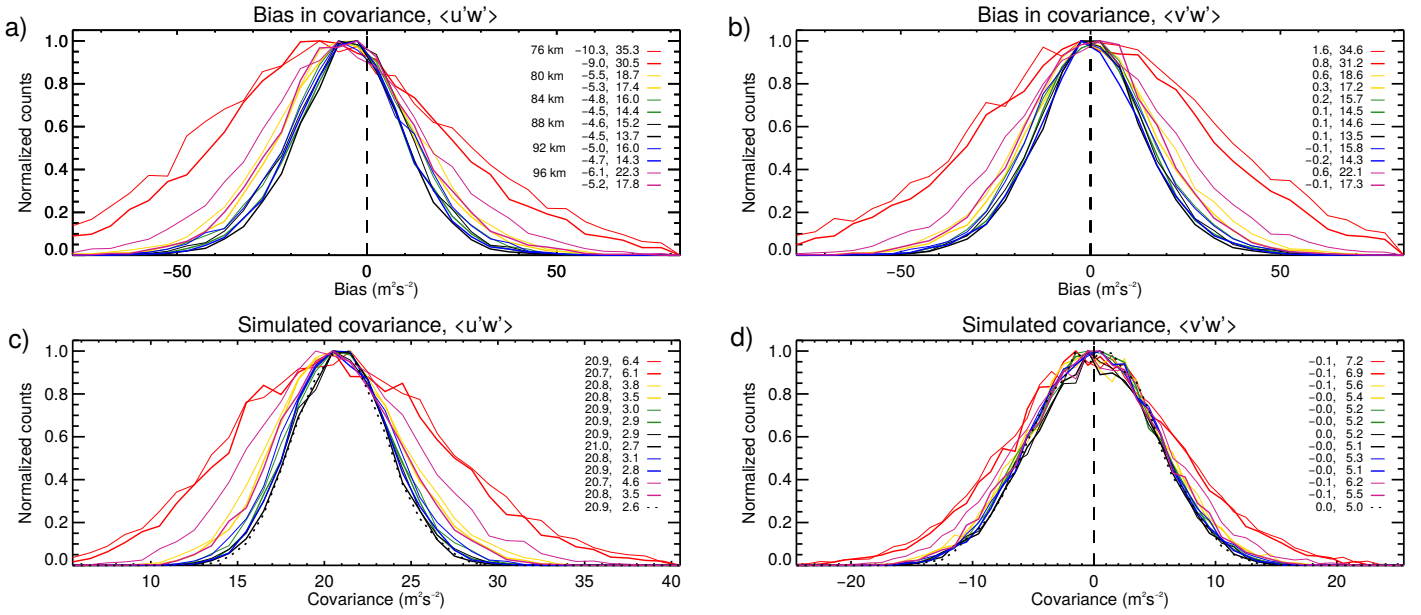 a)
Bias in covariance, <u'w'>
Normalized counts
1.0
0.8
0.6
0.4
0.2
0.0
76 km −10.3, 35.3
−9.0, 30.5
80 km −5.5, 18.7
−5.3, 17.4
84 km −4.8, 16.0
−4.5, 14.4
88 km −4.6, 15.2
−4.5, 13.7
92 km −5.0, 16.0
−4.7, 14.3
96 km −6.1, 22.3
−5.2, 17.8
−50 0 50
Bias (m²s⁻²)
b)
Bias in covariance, <v'w'>
Normalized counts
1.0
0.8
0.6
0.4
0.2
0.0
1.6, 34.6
0.8, 31.2
0.6, 18.6
0.3, 17.2
0.2, 15.7
0.1, 14.5
0.1, 14.6
0.1, 13.5
−0.1, 15.8
−0.2, 14.3
0.6, 22.1
−0.1, 17.3
−50 0 50
Bias (m²s⁻²)
c)
Simulated covariance, <u'w'>
Normalized counts
1.0
0.8
0.6
0.4
0.2
0.0
20.9, 6.4
20.7, 6.1
20.8, 3.8
20.8, 3.5
20.9, 3.0
20.9, 2.9
20.9, 2.9
21.0, 2.7
20.8, 3.1
20.9, 2.8
20.7, 4.6
20.8, 3.5
20.9, 2.6
10 15 20 25 30 35 40
Covariance (m²s⁻²)
d)
Simulated covariance, <v'w'>
Normalized counts
1.0
0.8
0.6
0.4
0.2
0.0
−0.1, 7.2
−0.1, 6.9
−0.1, 5.6
−0.0, 5.4
−0.0, 5.2
−0.0, 5.2
0.0, 5.2
0.0, 5.1
−0.0, 5.3
−0.0, 5.1
−0.1, 6.2
−0.1, 5.5
0.0, 5.0
−20 −10 0 10 20
Covariance (m²s⁻²)